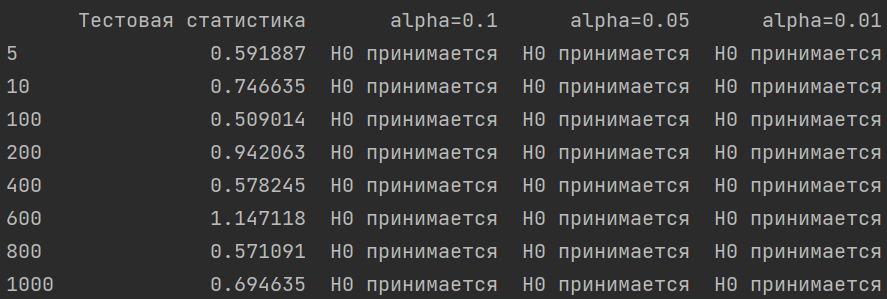 Тестовая статистика alpha=0.1 alpha=0.05 alpha=0.01
5 0.591887 H0 принимается H0 принимается H0 принимается
10 0.746635 H0 принимается H0 принимается H0 принимается
100 0.509014 H0 принимается H0 принимается H0 принимается
200 0.942063 H0 принимается H0 принимается H0 принимается
400 0.578245 H0 принимается H0 принимается H0 принимается
600 1.147118 H0 принимается H0 принимается H0 принимается
800 0.571091 H0 принимается H0 принимается H0 принимается
1000 0.694635 H0 принимается H0 принимается H0 принимается